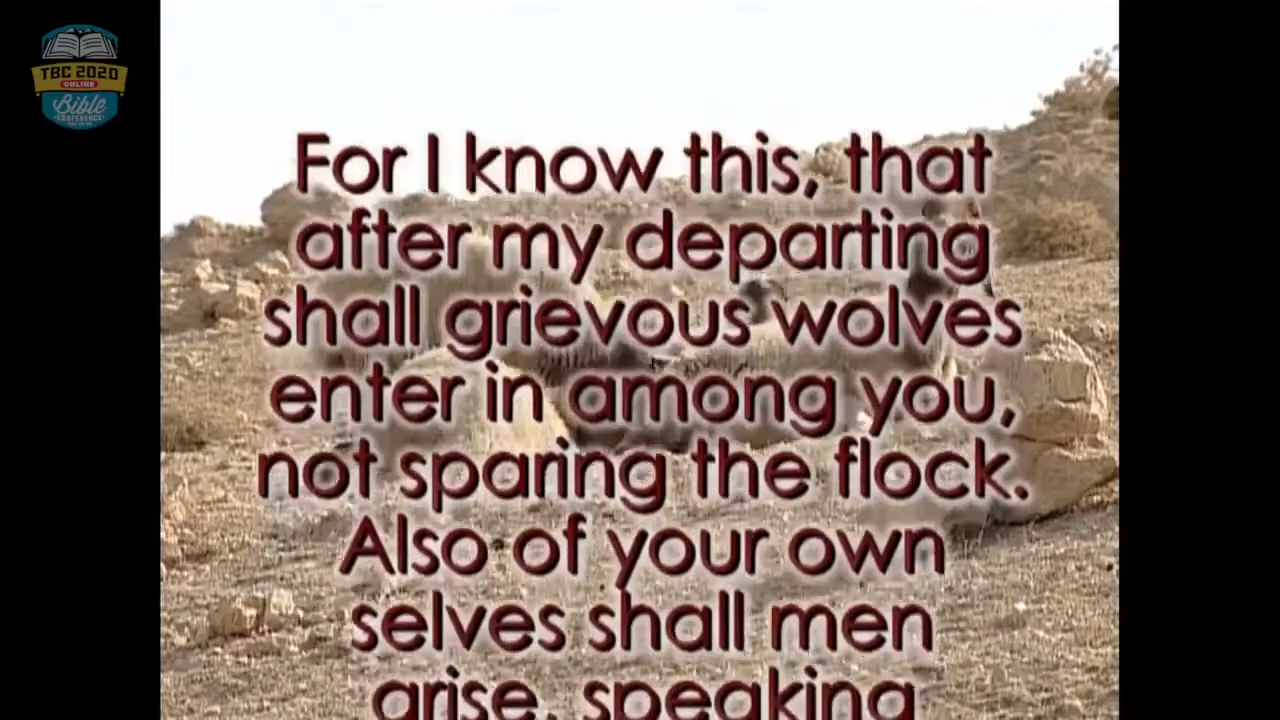 TBC 2020
ONLINE
Bible
CONFERENCE
For I know this, that
after my departing
shall grievous wolves
enter in among you,
not sparing the flock.
Also of your own
selves shall men
arise, speaking